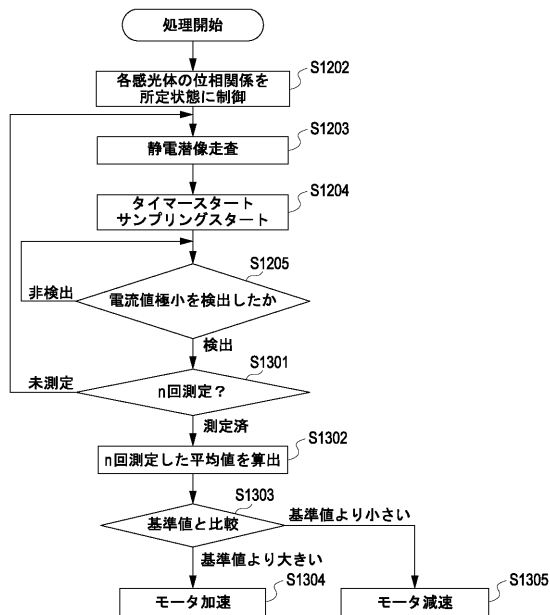 処理開始
S1202
各感光体の位相関係を
所定状態に制御
S1203
静電潜像走査
S1204
タイマースタート
サンプリングスタート
S1205
電流値極小を検出したか
非検出
検出
S1301
n回測定?
未測定
測定済
S1302
n回測定した平均値を算出
S1303
基準値と比較
基準値より小さい
基準値より大きい
S1304
モータ加速
S1305
モータ減速